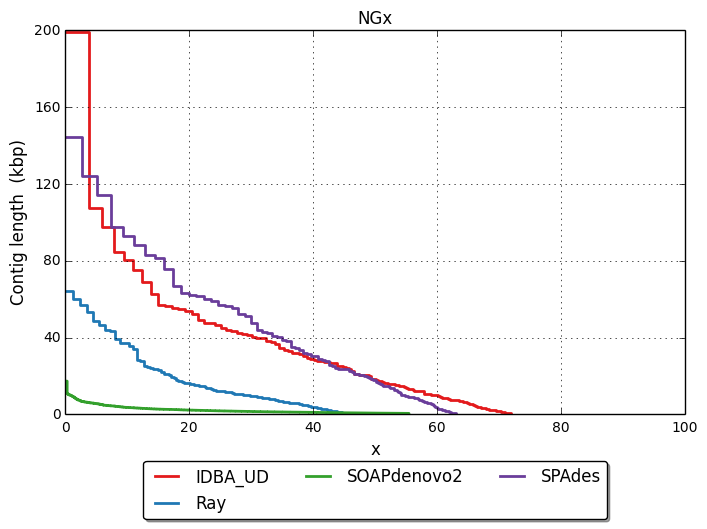 NGx
200
160
120
80
40
0
Contig length (kbp)
0 20 40 60 80 100
x
IDBA_UD SOAPdenovo2 SPAdes
Ray